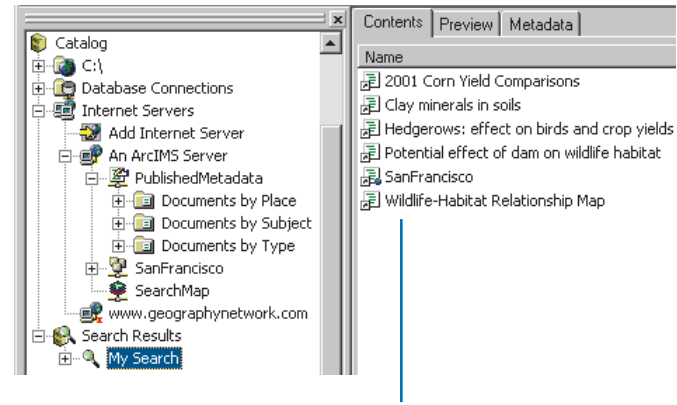 Catalog
C:\
Database Connections
Internet Servers
Add Internet Server
An ArcIMS Server
PublishedMetadata
Documents by Place
Documents by Subject
Documents by Type
SanFrancisco
SearchMap
www.geographynetwork.com
Search Results
My Search
Contents Preview Metadata
Name
2001 Corn Yield Comparisons
Clay minerals in soils
Hedgerows: effect on birds and crop yields
Potential effect of dam on wildlife habitat
SanFrancisco
Wildlife-Habitat Relationship Map